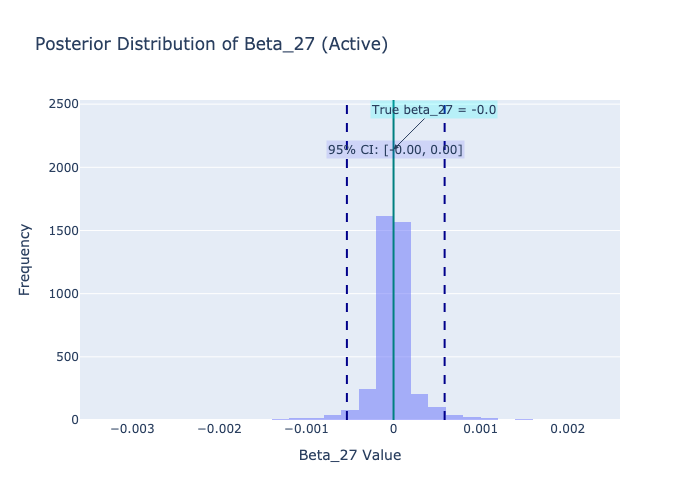 Posterior Distribution of Beta_27 (Active)
2500
2000
1500
1000
500
0
Frequency
True beta_27 = -0.0
95% CI: [-0.00, 0.00]
−0.003
−0.002
−0.001
0
0.001
0.002
Beta_27 Value